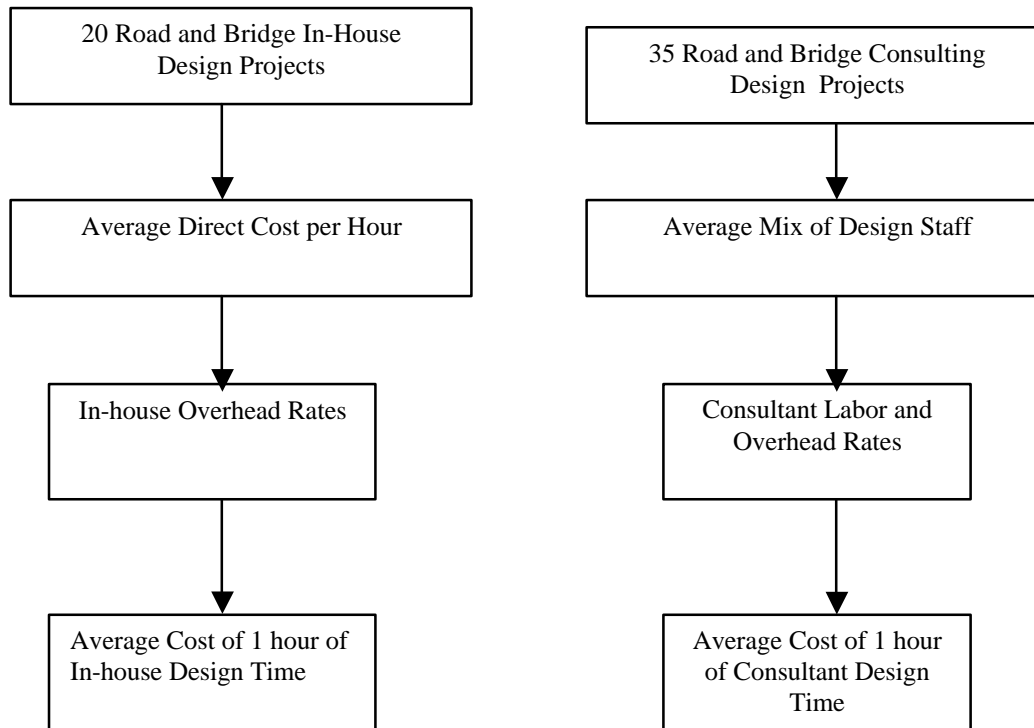 20 Road and Bridge In-House
Design Projects
Average Direct Cost per Hour
In-house Overhead Rates
Average Cost of 1 hour of
In-house Design Time
35 Road and Bridge Consulting
Design Projects
Average Mix of Design Staff
Consultant Labor and
Overhead Rates
Average Cost of 1 hour
of Consultant Design
Time